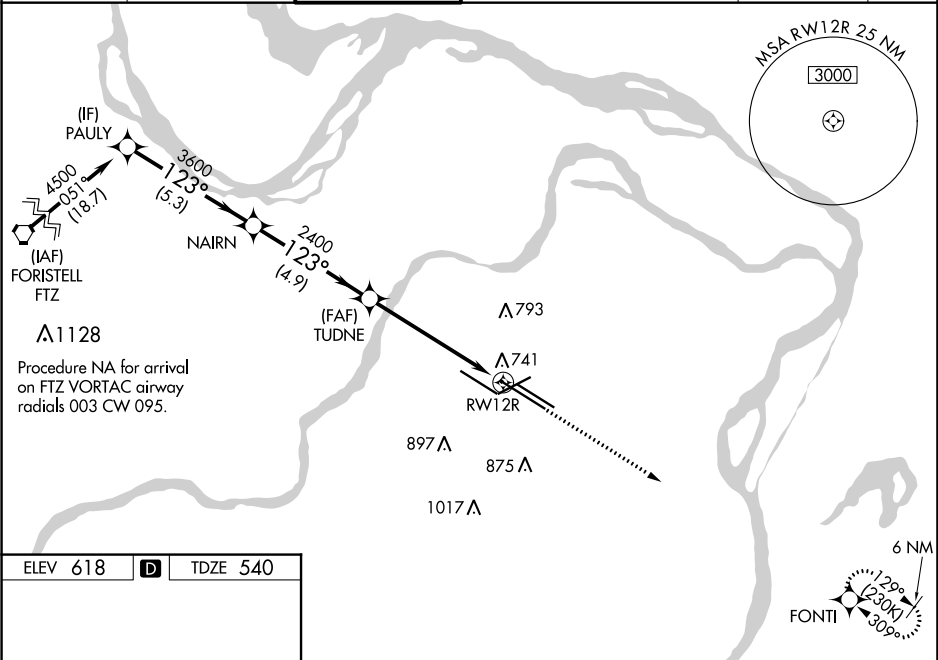 MSA RW12R 25 NM
3000
(IF)
PAULY
3600
123°
(5.3)
4500
051°
(18.7)
NAIRN
2400
123°
(4.9)
(IAF)
FORISTELL
FTZ
(FAF)
TUDNE
793
1128
741
Procedure NA for arrival
on FTZ VORTAC airway
radials 003 CW 095.
RW12R
897
875
1017
6 NM
ELEV 618 D TDZE 540
129°
(230K)
309°
FONTI